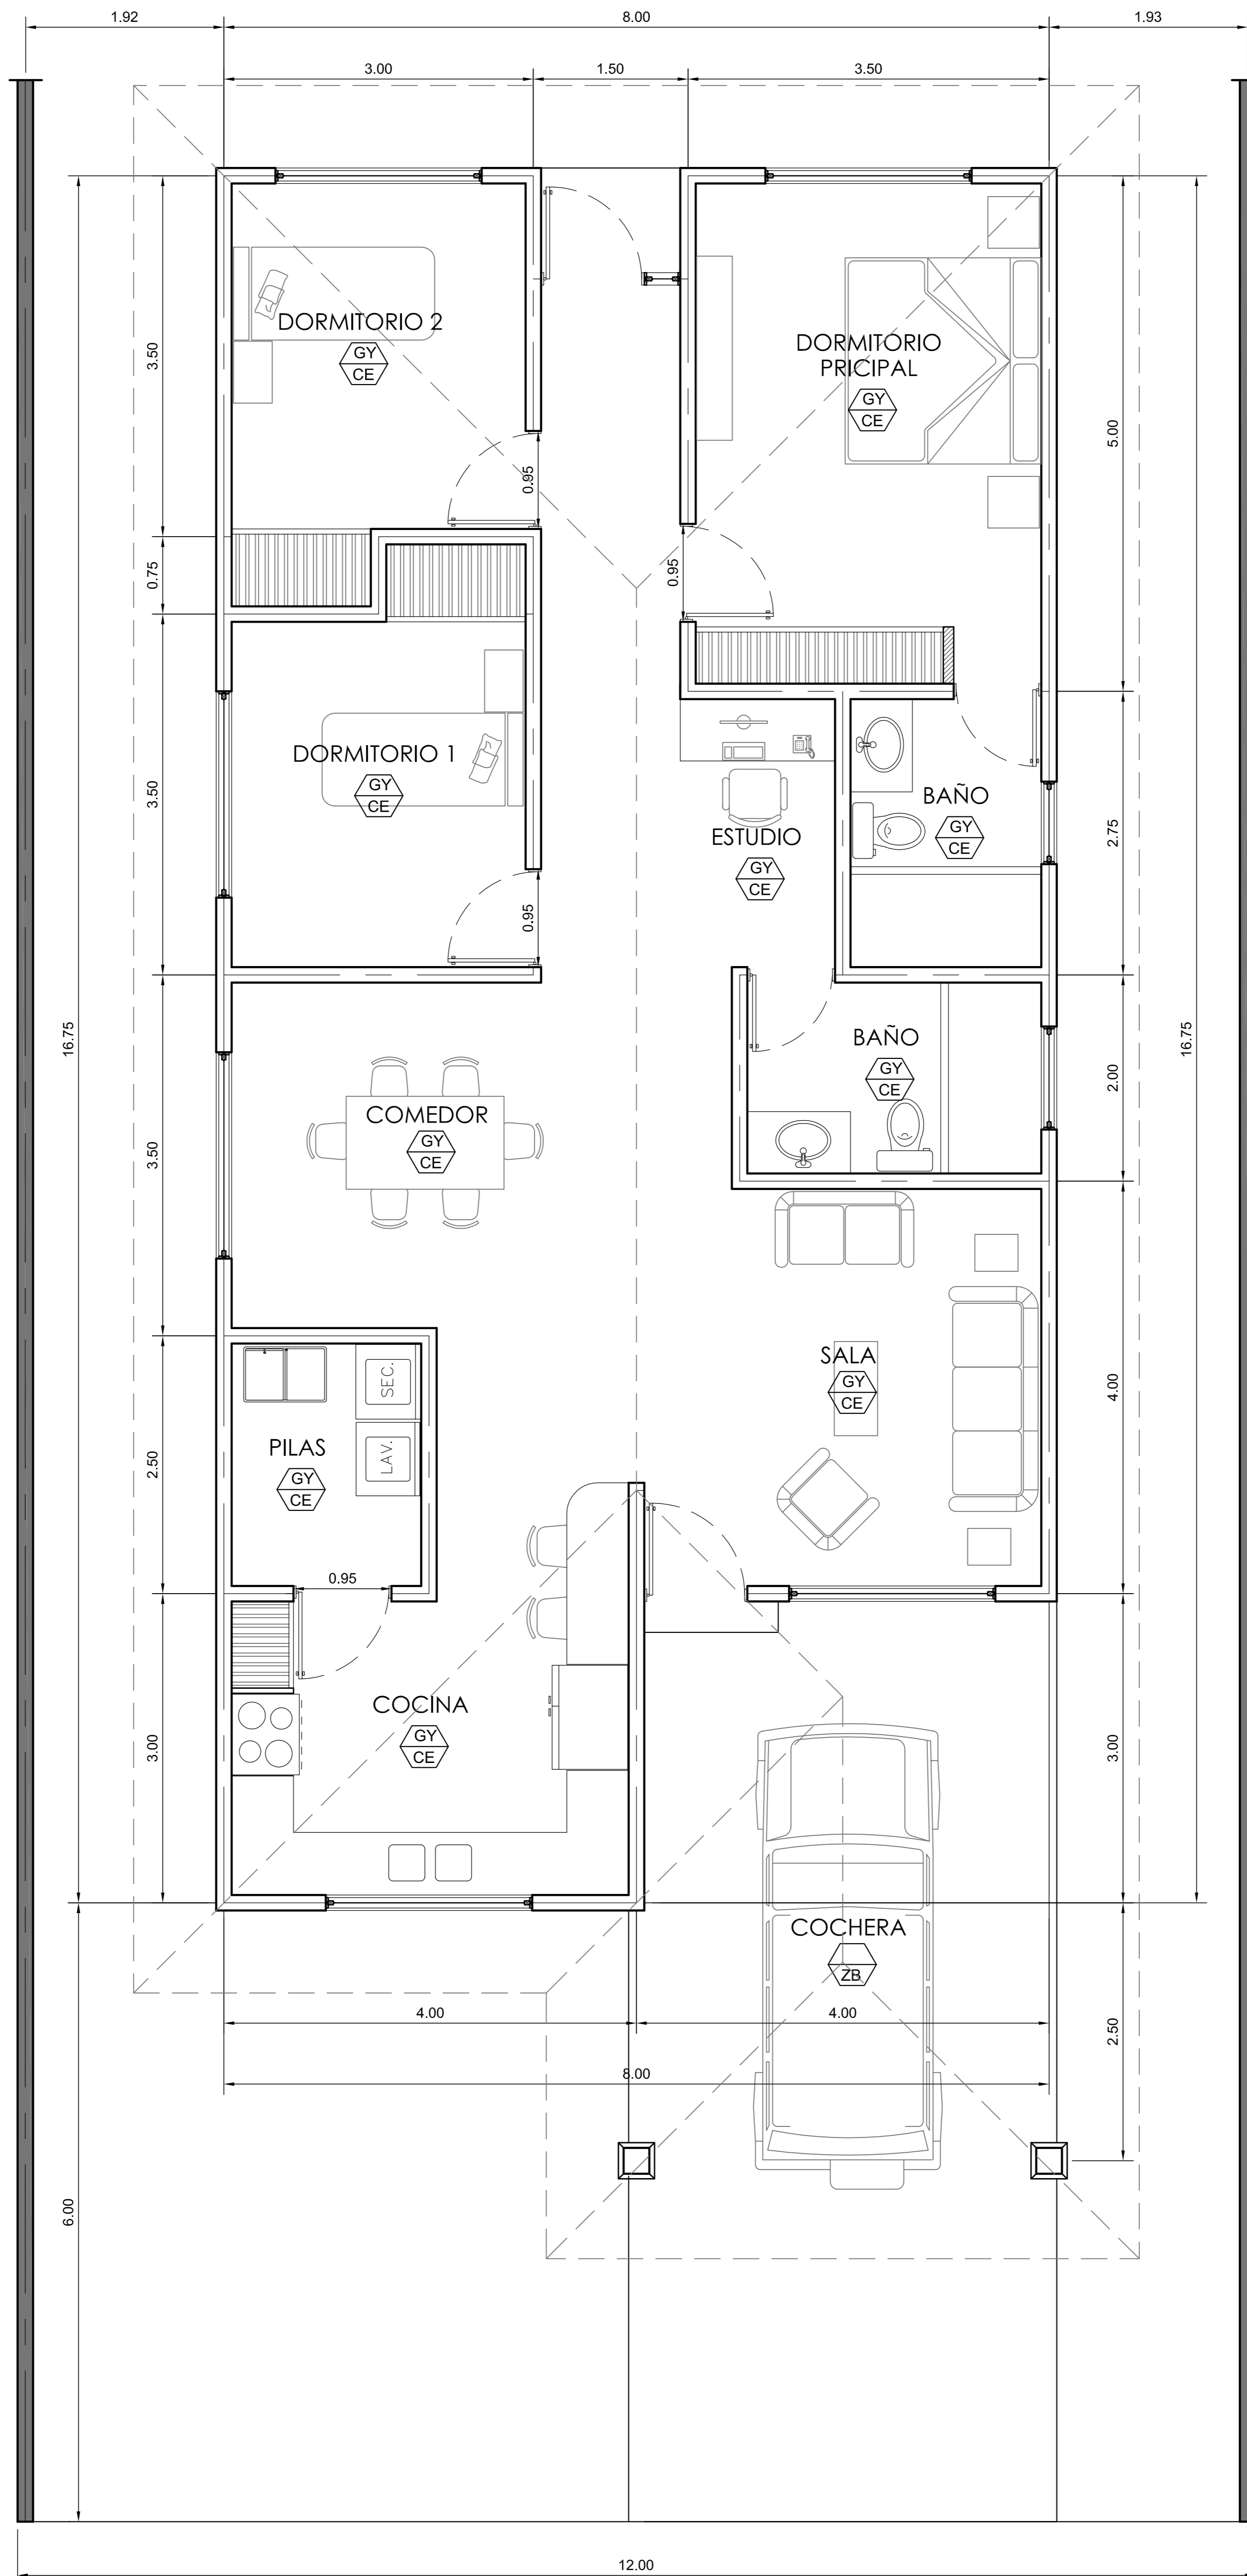 1.92
8.00
1.93
3.00
1.50
3.50
DORMITORIO 2
GY
CE
DORMITORIO
PRICIPAL
GY
CE
3.50
5.00
0.95
0.95
0.75
DORMITORIO 1
GY
CE
3.50
BAÑO
GY
CE
ESTUDIO
GY
CE
2.75
0.95
16.75
16.75
BAÑO
GY
CE
2.00
COMEDOR
GY
CE
3.50
SALA
GY
CE
4.00
SEC.
LAV.
PILAS
GY
CE
2.50
0.95
COCINA
GY
CE
3.00
3.00
COCHERA
ZB
4.00
4.00
2.50
8.00
6.00
12.00